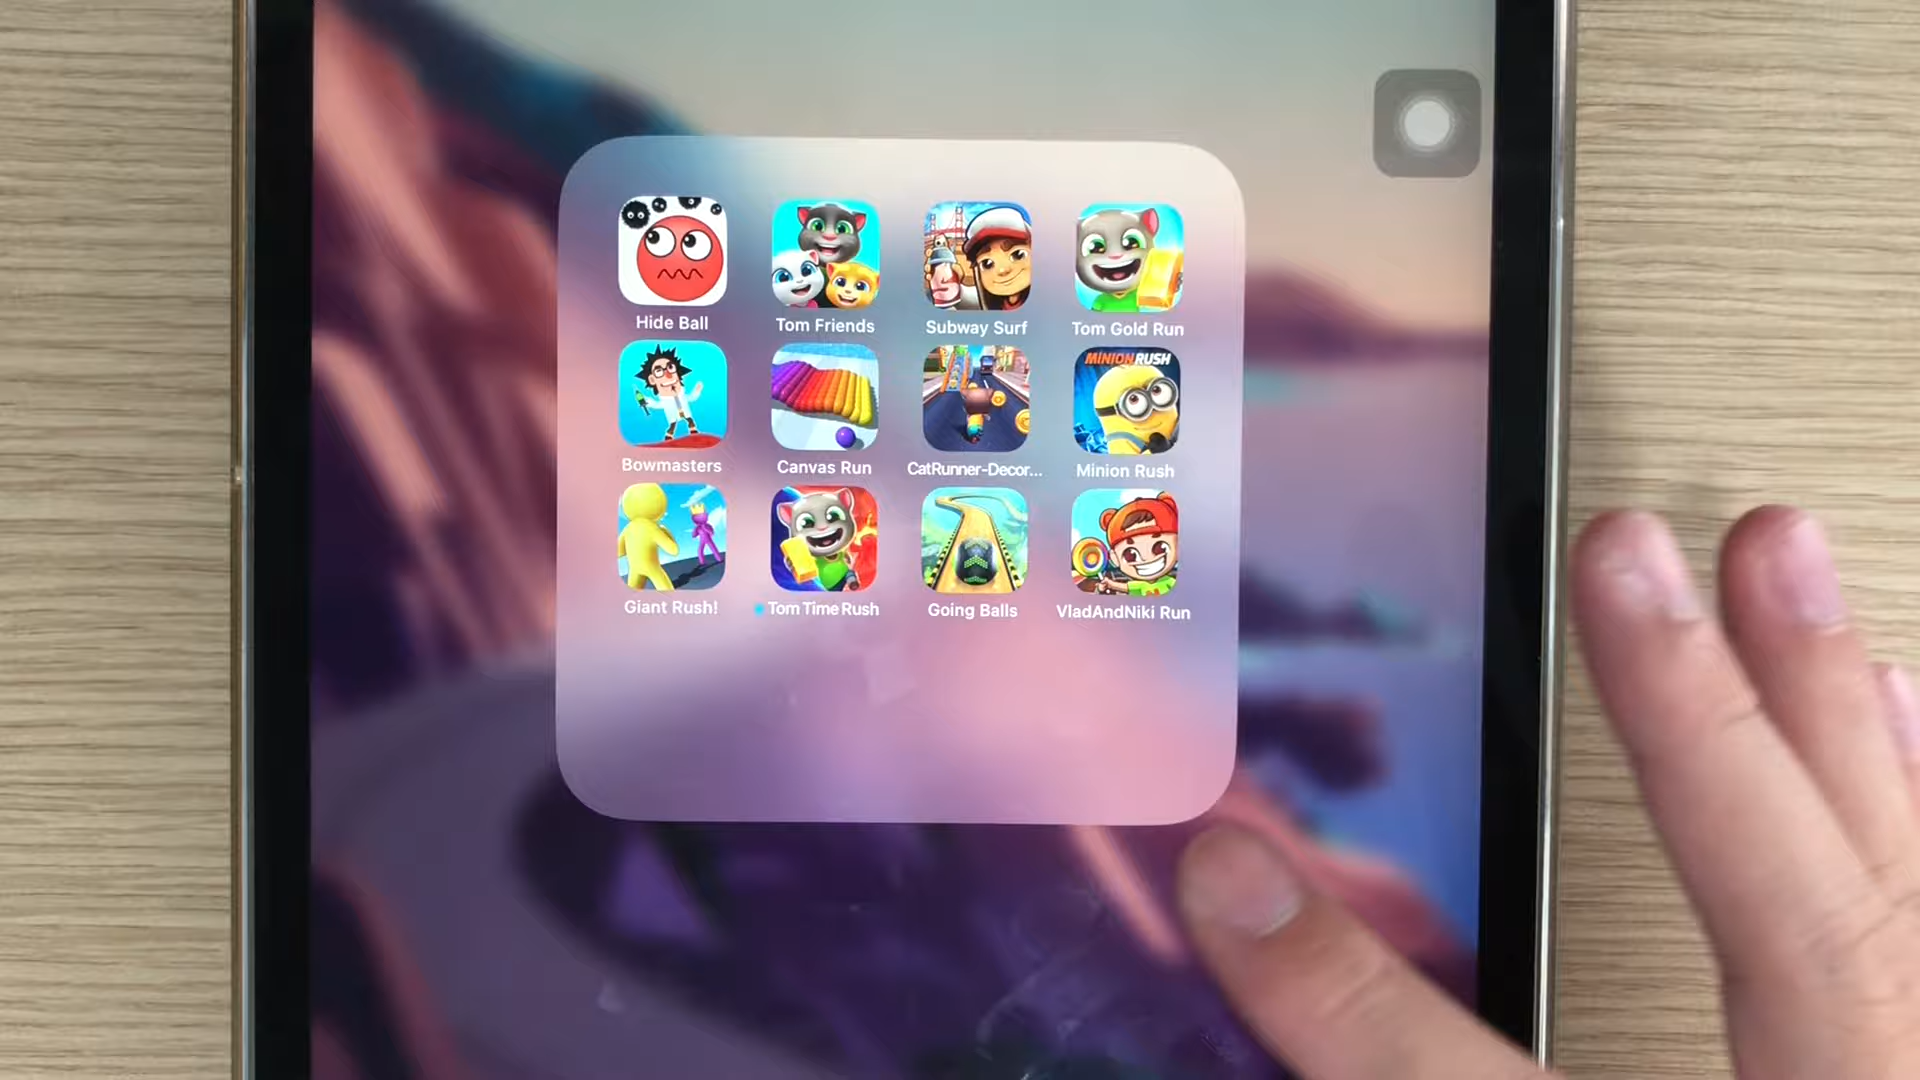 Hide Ball
Tom Friends
Subway Surf
Tom Gold Run
Bowmasters
Canvas Run
CatRunner-Decor...
MINION RUSH
Minion Rush
Giant Rush!
Tom Time Rush
Going Balls
VladAndNiki Run